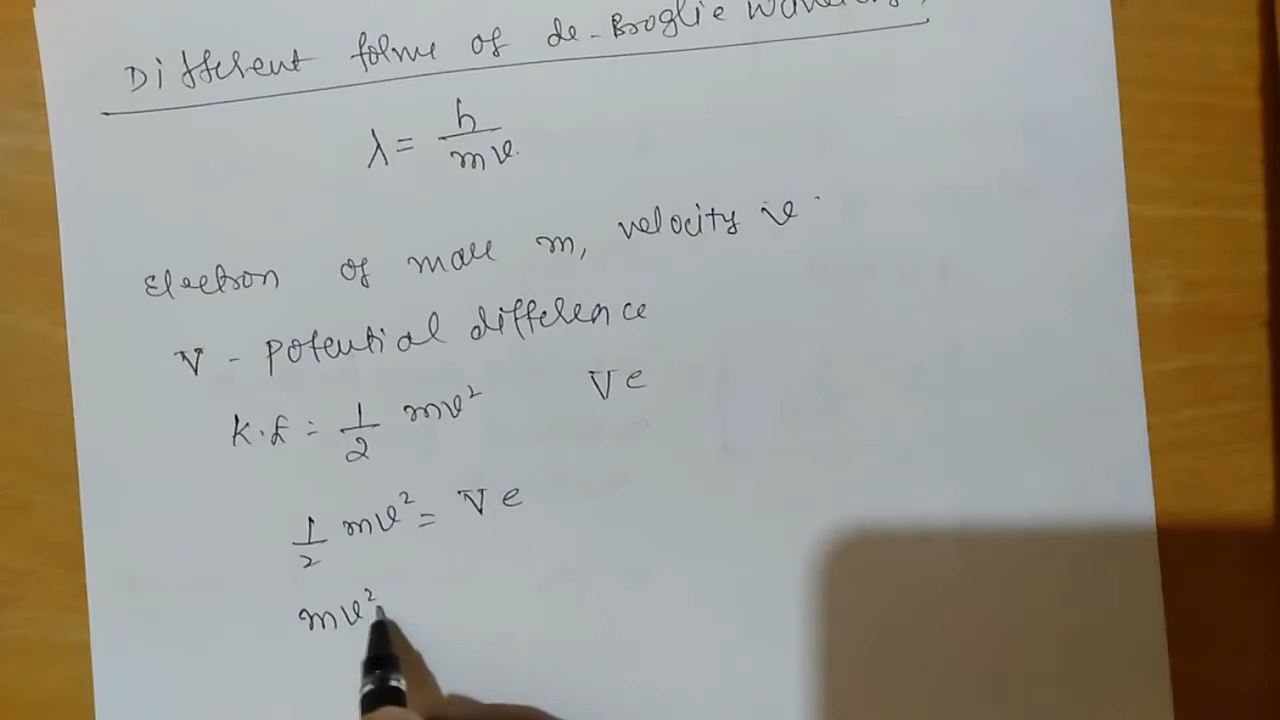 Different forms of de-Broglie
λ = h/mv.
Electron of mass m, velocity v.
V - Potential difference
K.E = 1/2 mv² Ve
1/2 mv² = Ve
mv²